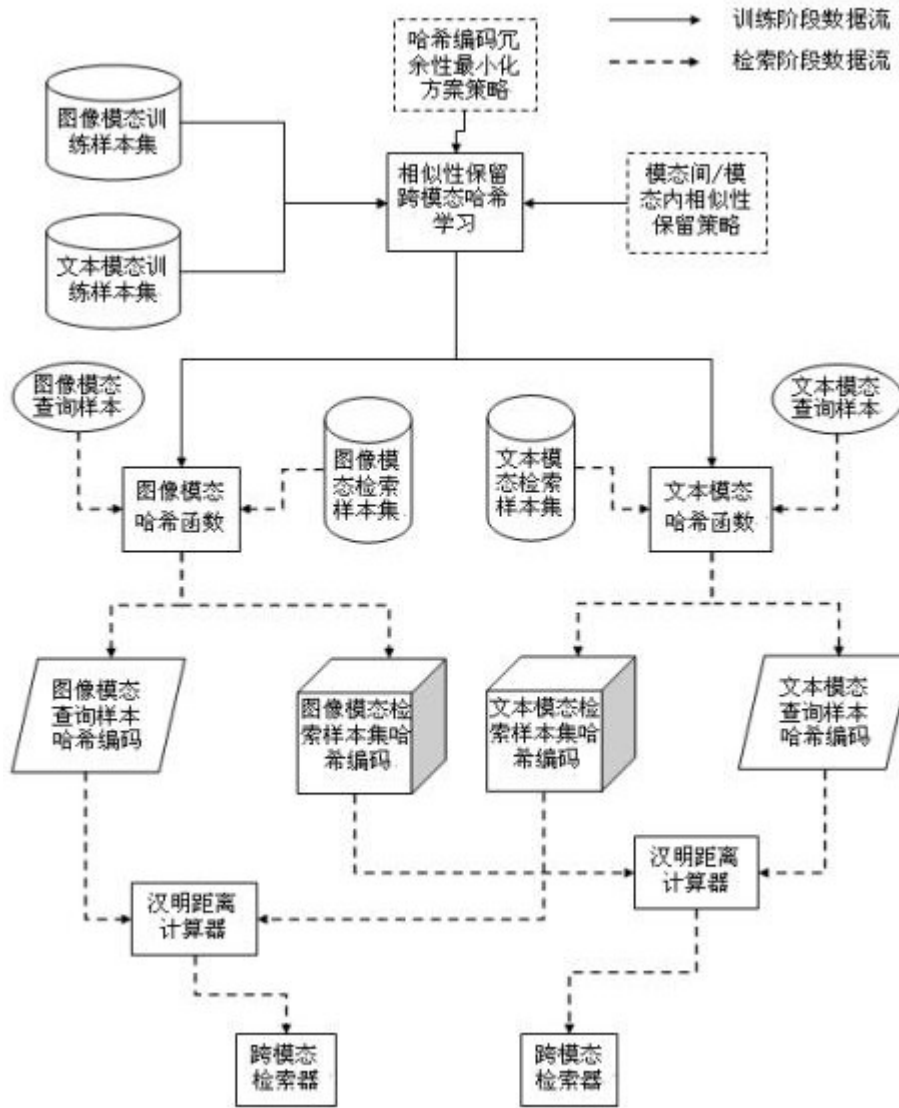 哈希编码冗
余性最小化
方案策略
训练阶段数据流
检索阶段数据流
图像模态训
练样本集
相似性保留
跨模态哈希
学习
模态间/模
态内相似性
保留策略
文本模态训
练样本集
图像模态
查询样本
文本模态
查询样本
图像模
态检索
样本集
文本模
态检索
样本集
图像模态
哈希函数
文本模态
哈希函数
图像模态
查询样本
哈希编码
图像模态检
索样本集哈
希编码
文本模态检
索样本集哈
希编码
文本模态
查询样本
哈希编码
汉明距离
计算器
汉明距离
计算器
跨模态
检索器
跨模态
检索器